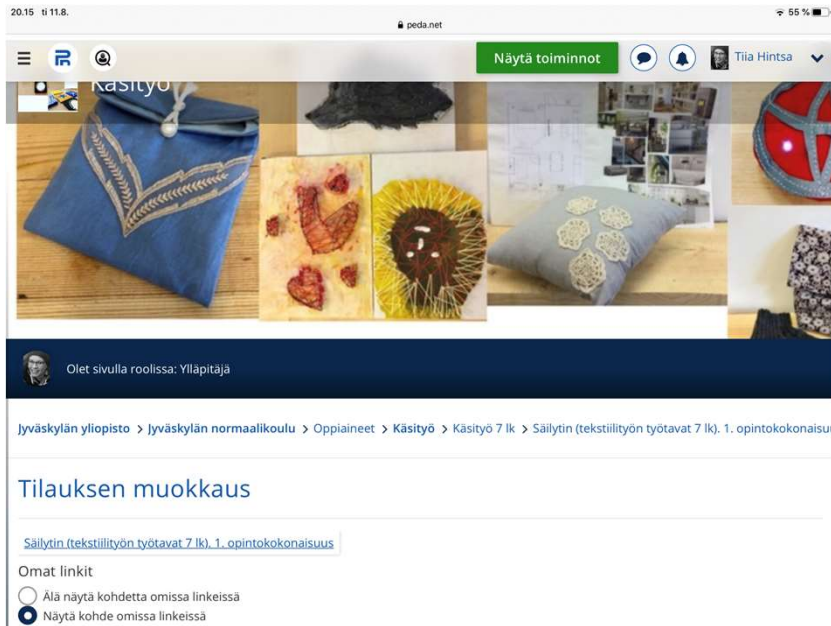 20.15 ti 11.8.
55 %
peda.net
Näytä toiminnot
Tiia Hintsa
Käsityö
Olet sivulla roolissa: Ylläpitäjä
Jyväskylän yliopisto > Jyväskylän normaalikoulu > Oppiaineet > Käsityö > Käsityö 7 lk > Säilytin (tekstiilityön työtavat 7 lk). 1. opintokokonaisu
Tilauksen muokkaus
Säilytin (tekstiilityön työtavat 7 lk). 1. opintokokonaisuus
Omat linkit
Älä näytä kohdetta omissa linkeissä
Näytä kohde omissa linkeissä